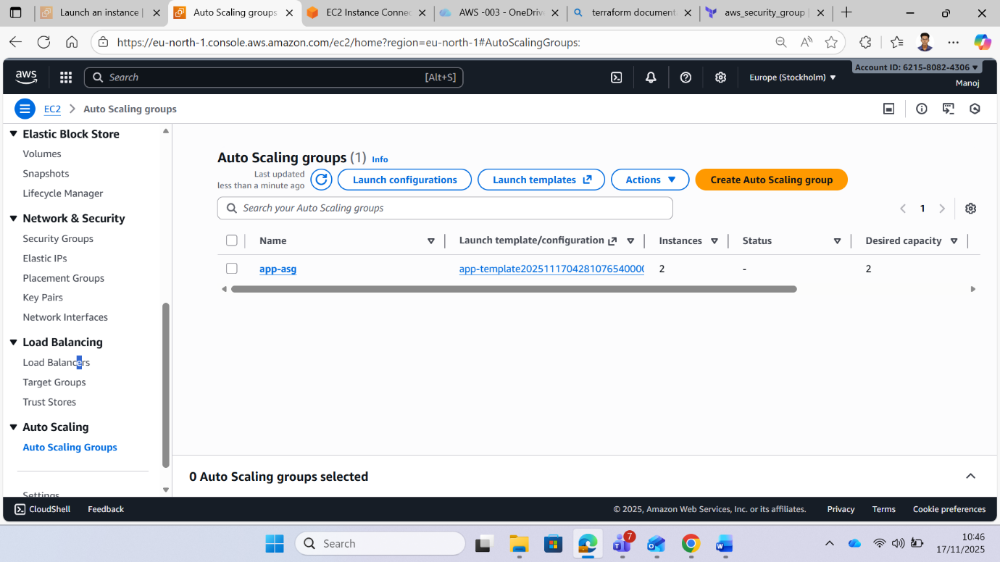 Launch an instance |
Auto Scaling groups
EC2 Instance Connec
AWS -003 - OneDrive
terraform documenta
aws_security_group |
https://eu-north-1.console.aws.amazon.com/ec2/home?region=eu-north-1#AutoScalingGroups:
aws
Search
[Alt+S]
Europe (Stockholm)
Account ID: 6215-8082-4306
Manoj
EC2
Auto Scaling groups
Elastic Block Store
Volumes
Snapshots
Lifecycle Manager
Network & Security
Security Groups
Elastic IPs
Placement Groups
Key Pairs
Network Interfaces
Load Balancing
Load Balancers
Target Groups
Trust Stores
Auto Scaling
Auto Scaling Groups
Settings
Auto Scaling groups (1) Info
Last updated
less than a minute ago
Launch configurations
Launch templates
Actions
Create Auto Scaling group
Search your Auto Scaling groups
1
Name
Launch template/configuration
Instances
Status
Desired capacity
app-asg
app-template20251117042810765400000
2
-
2
0 Auto Scaling groups selected
CloudShell
Feedback
© 2025, Amazon Web Services, Inc. or its affiliates.
Privacy
Terms
Cookie preferences
Search
7
10:46
17/11/2025